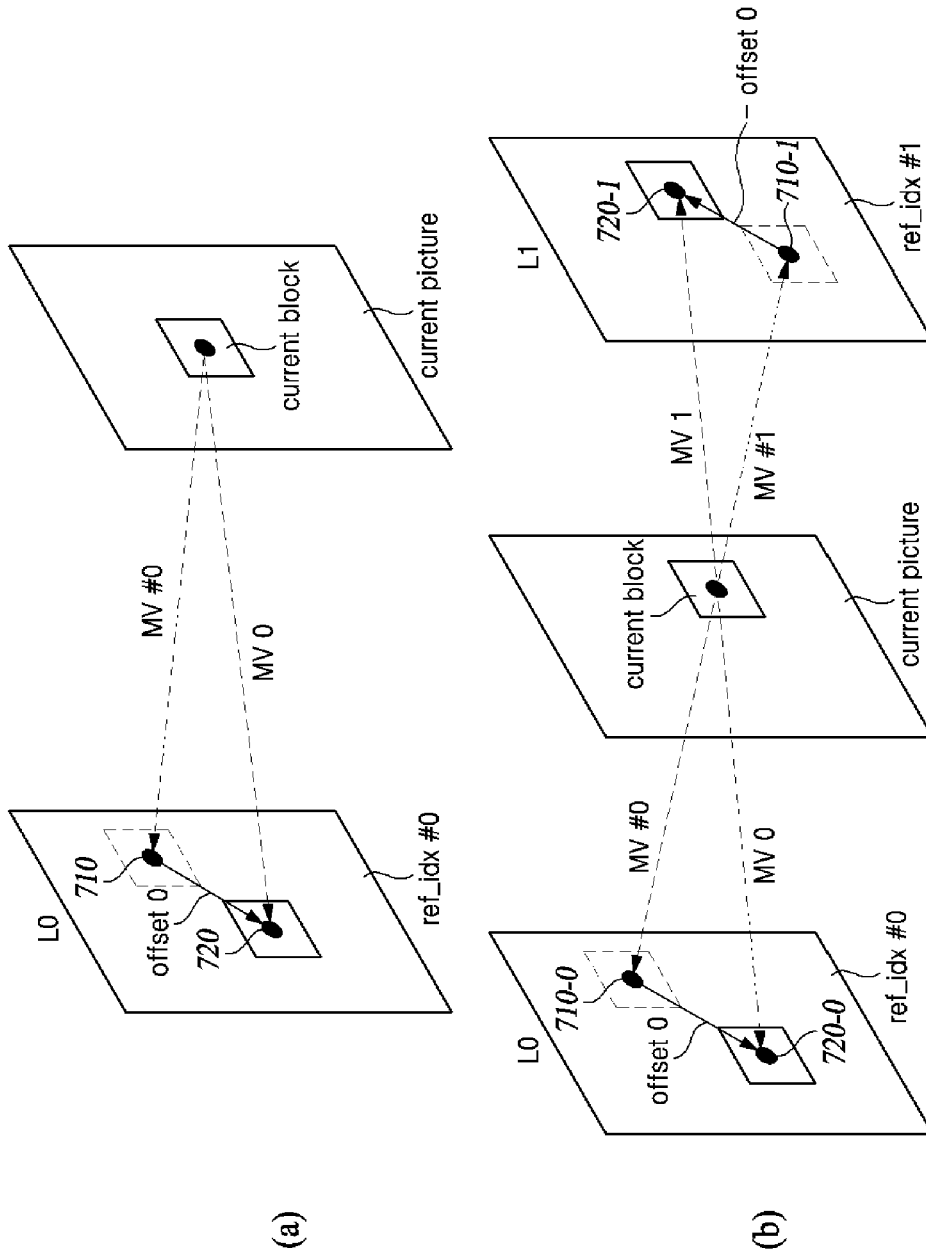 (a)
L0
710
offset 0
720
ref_idx #0
MV #0
MV 0
current block
current picture
(b)
L0
710-0
offset 0
720-0
ref_idx #0
MV #0
MV 0
current block
current picture
MV 1
MV #1
L1
720-1
offset 0
710-1
ref_idx #1